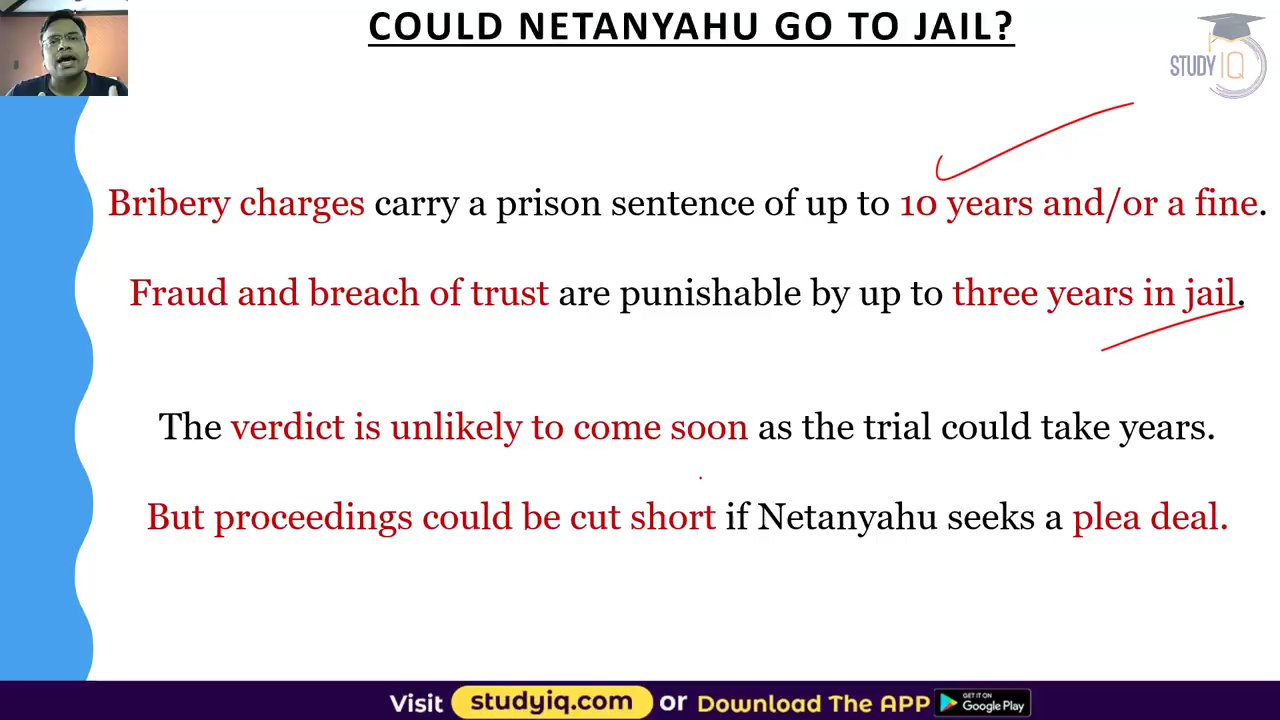 COULD NETANYAHU GO TO JAIL?
STUDY IQ
Bribery charges carry a prison sentence of up to 10 years and/or a fine.
Fraud and breach of trust are punishable by up to three years in jail.
The verdict is unlikely to come soon as the trial could take years.
But proceedings could be cut short if Netanyahu seeks a plea deal.
Visit studyiq.com or Download The APP GET IT ON Google Play